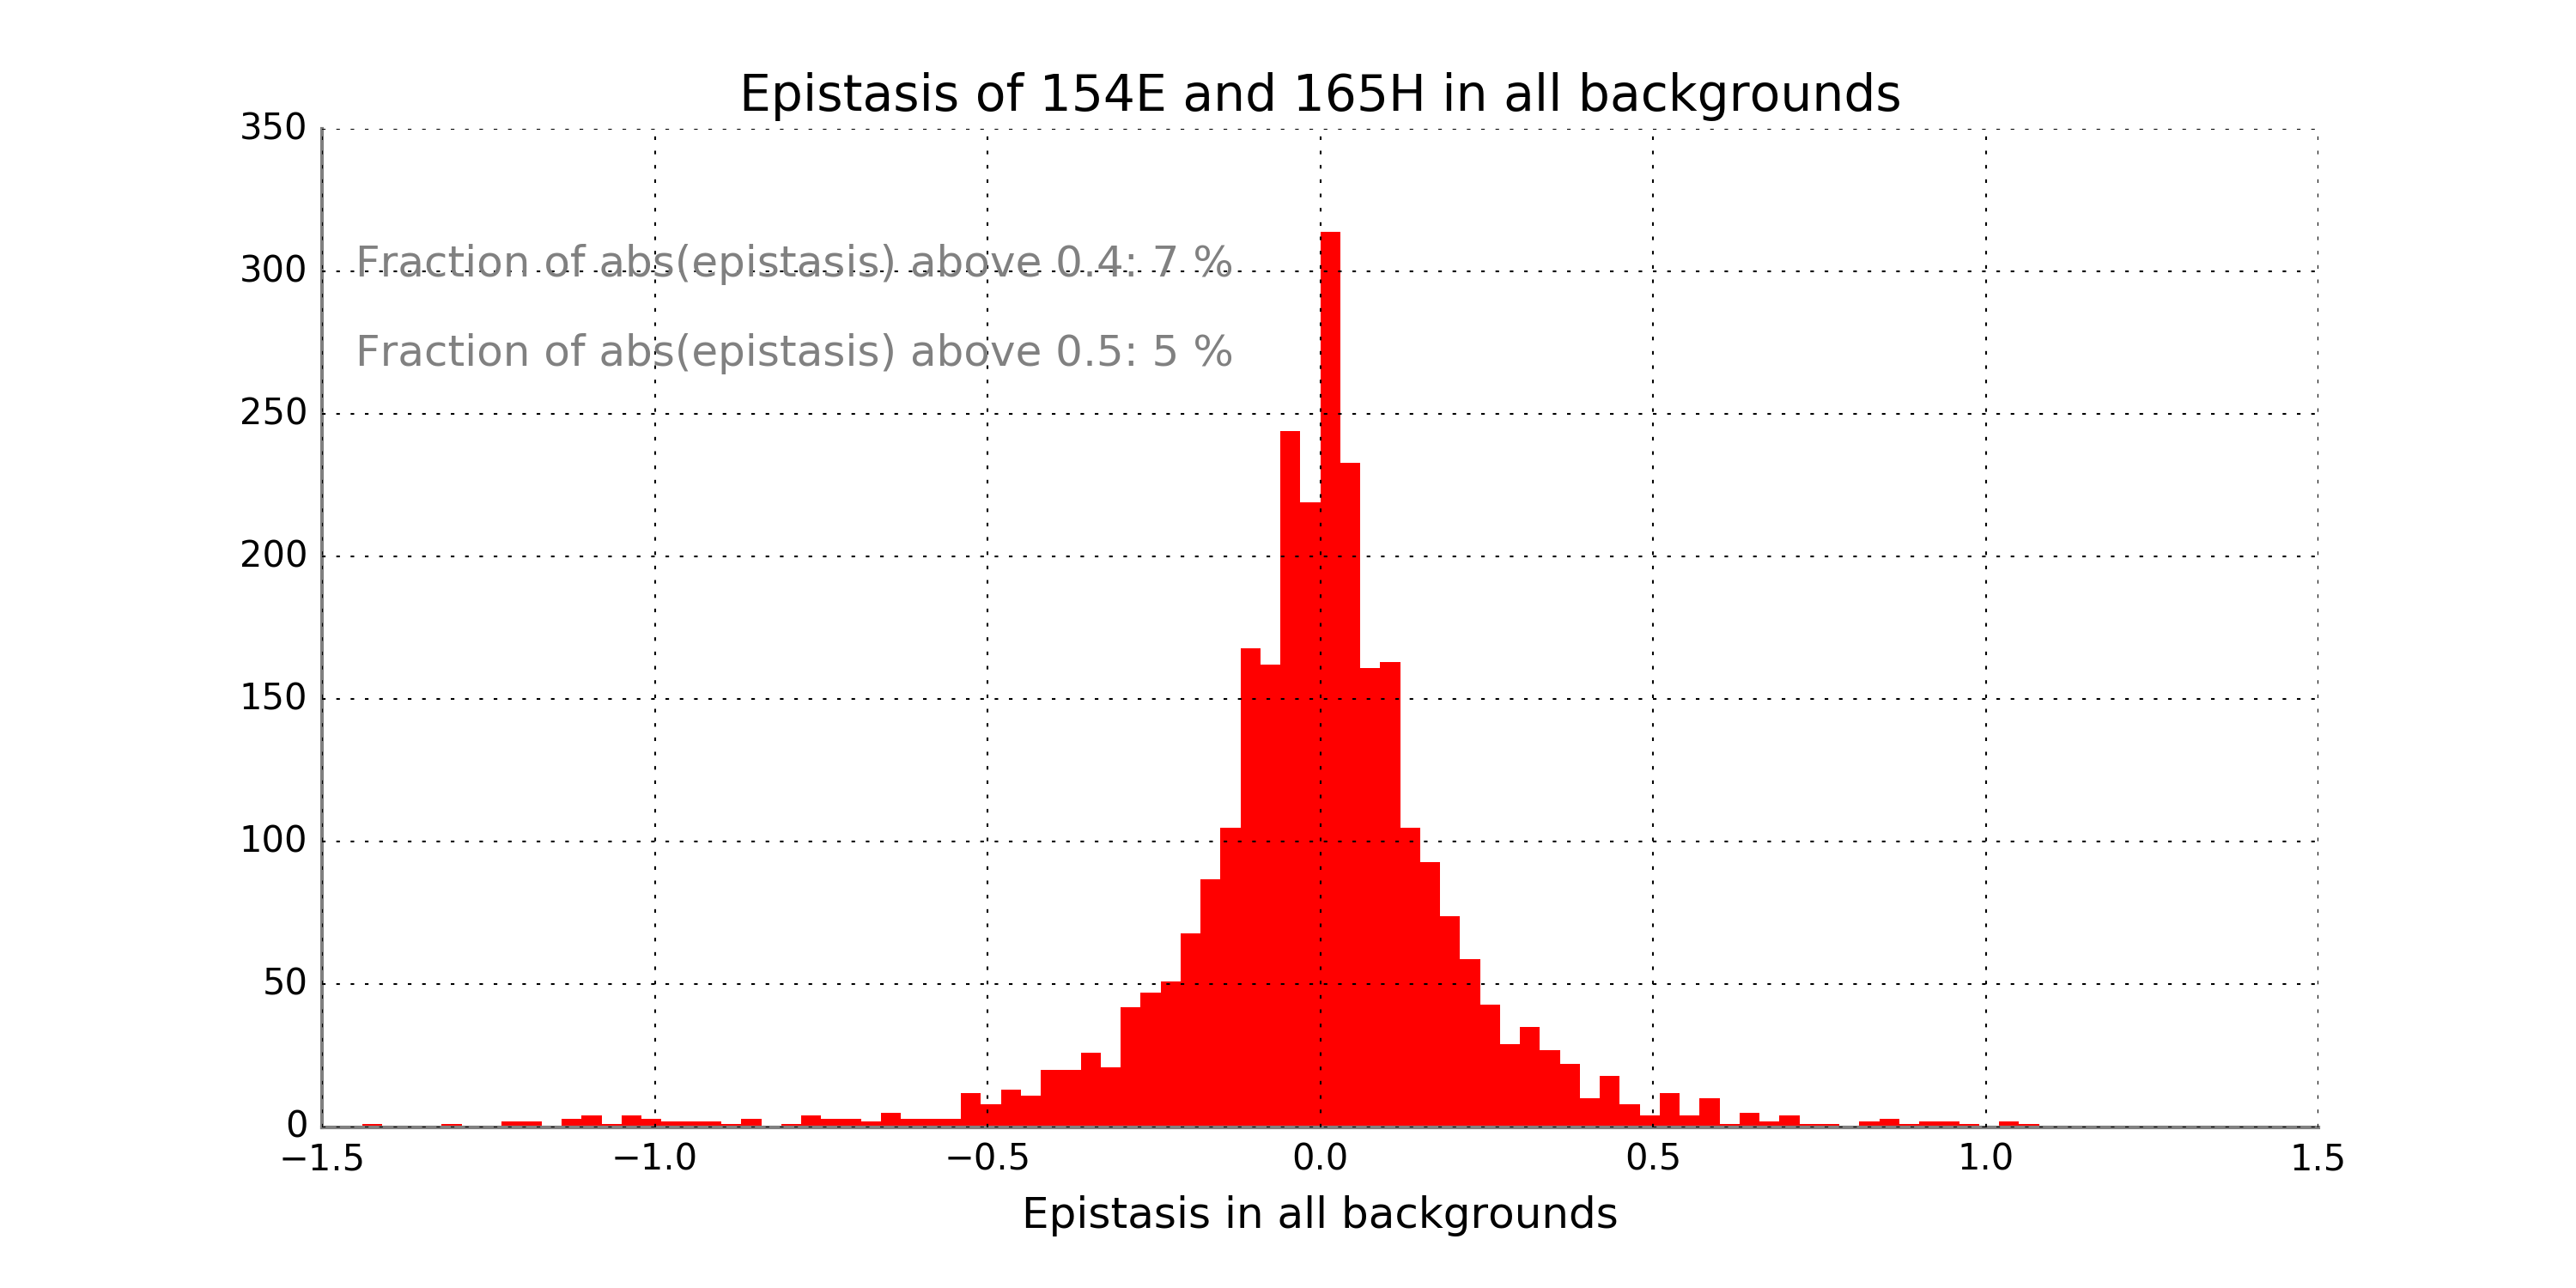 Epistasis of 154E and 165H in all backgrounds
350
300
250
200
150
100
50
0
Fraction of abs(epistasis) above 0.4: 7 %
Fraction of abs(epistasis) above 0.5: 5 %
−1.5 −1.0 −0.5 0.0 0.5 1.0 1.5
Epistasis in all backgrounds